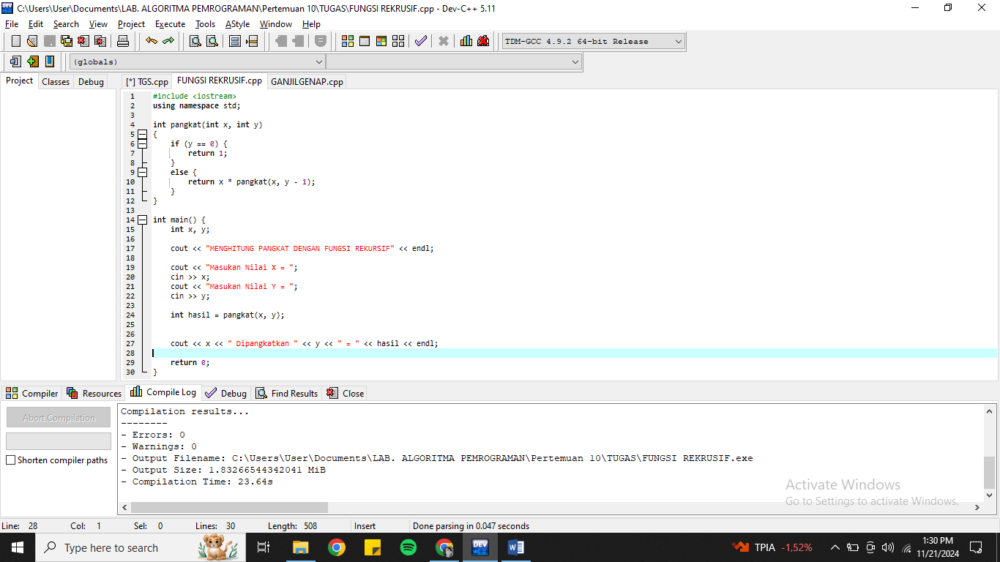 C:\Users\User\Documents\LAB. ALGORITMA PEMROGRAMAN\Pertemuan 10\TUGAS\FUNGSI REKRUSIF.cpp - Dev-C++ 5.11
File Edit Search View Project Execute Tools AStyle Window Help
TDM-GCC 4.9.2 64-bit Release
(globals)
Project Classes Debug [*] TGS.cpp FUNGSI REKRUSIF.cpp GANJILGENAP.cpp
1 #include <iostream>
2 using namespace std;
3
4 int pangkat(int x, int y)
5 {
6 if (y == 0) {
7 return 1;
8 }
9 else {
10 return x * pangkat(x, y - 1);
11 }
12 }
13
14 int main() {
15 int x, y;
16
17 cout << "MENGHITUNG PANGKAT DENGAN FUNGSI REKURSIF" << endl;
18
19 cout << "Masukan Nilai X = ";
20 cin >> x;
21 cout << "Masukan Nilai Y = ";
22 cin >> y;
23
24 int hasil = pangkat(x, y);
25
26
27 cout << x << " Dipangkatkan " << y << " = " << hasil << endl;
28
29 return 0;
30 }
Compiler Resources Compile Log Debug Find Results Close
Abort Compilation
Shorten compiler paths
Compilation results...
--------
- Errors: 0
- Warnings: 0
- Output Filename: C:\Users\User\Documents\LAB. ALGORITMA PEMROGRAMAN\Pertemuan 10\TUGAS\FUNGSI REKRUSIF.exe
- Output Size: 1.83266544342041 MiB
- Compilation Time: 23.64s
Activate Windows
Go to Settings to activate Windows.
Line: 28 Col: 1 Sel: 0 Lines: 30 Length: 508 Insert Done parsing in 0.047 seconds
Type here to search
DEV
TPIA -1,52%
1:30 PM
11/21/2024